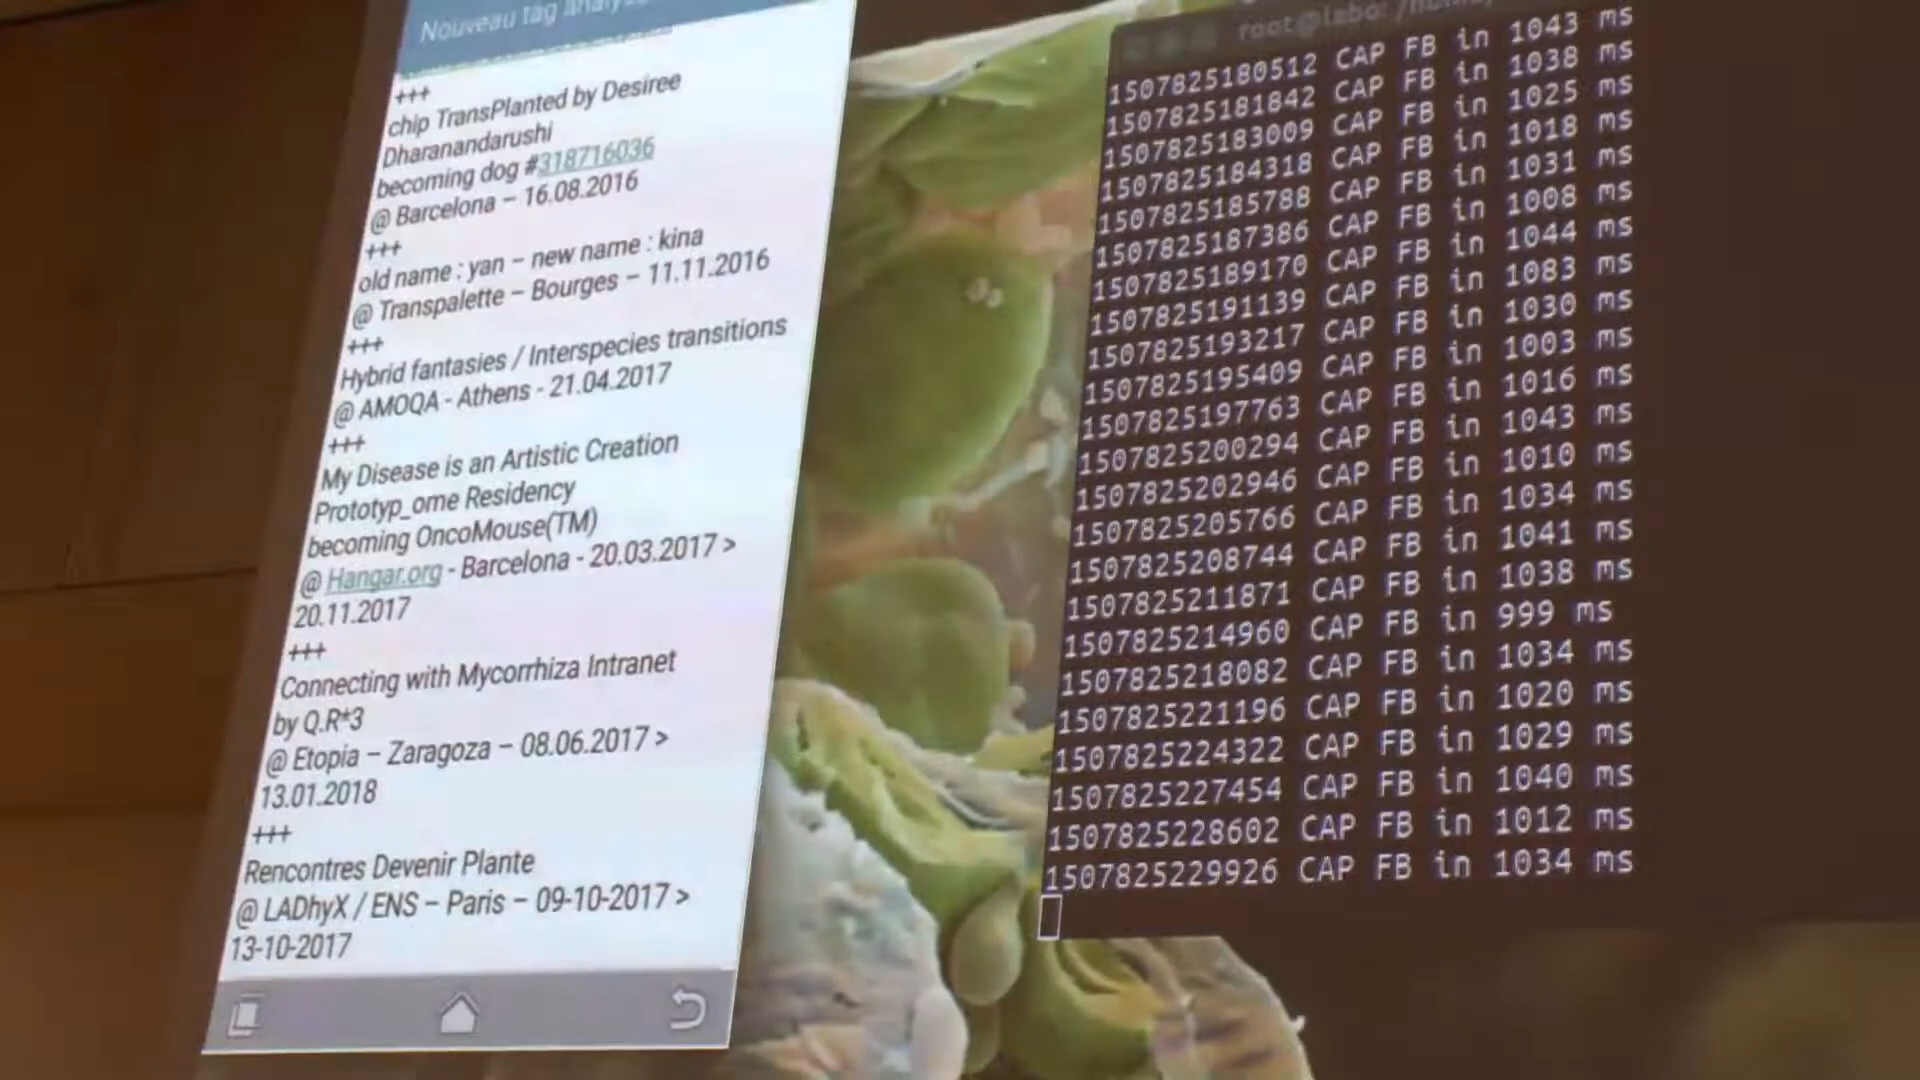 Nouveau tag
+++
chip TransPlanted by Desiree
Dharanandarushi
becoming dog #318716036
@ Barcelona – 16.08.2016
+++
old name : yan – new name : kina
@ Transpalette – Bourges – 11.11.2016
+++
Hybrid fantasies / Interspecies transitions
@ AMOQA - Athens - 21.04.2017
+++
My Disease is an Artistic Creation
Prototyp_ome Residency
becoming OncoMouse(TM)
@ Hangar.org - Barcelona - 20.03.2017 >
20.11.2017
+++
Connecting with Mycorrhiza Intranet
by Q.R*3
@ Etopia – Zaragoza – 08.06.2017 >
13.01.2018
+++
Rencontres Devenir Plante
@ LADhyX / ENS – Paris – 09-10-2017 >
13-10-2017
root@labo:
1507825180512 CAP FB in 1043 ms
1507825181842 CAP FB in 1038 ms
1507825183009 CAP FB in 1025 ms
1507825184318 CAP FB in 1018 ms
1507825185788 CAP FB in 1031 ms
1507825187386 CAP FB in 1008 ms
1507825189170 CAP FB in 1044 ms
1507825191139 CAP FB in 1083 ms
1507825193217 CAP FB in 1030 ms
1507825195409 CAP FB in 1003 ms
1507825197763 CAP FB in 1016 ms
1507825200294 CAP FB in 1043 ms
1507825202946 CAP FB in 1010 ms
1507825205766 CAP FB in 1034 ms
1507825208744 CAP FB in 1041 ms
1507825211871 CAP FB in 1038 ms
1507825214960 CAP FB in 999 ms
1507825218082 CAP FB in 1034 ms
1507825221196 CAP FB in 1020 ms
1507825224322 CAP FB in 1029 ms
1507825227454 CAP FB in 1040 ms
1507825228602 CAP FB in 1012 ms
1507825229926 CAP FB in 1034 ms